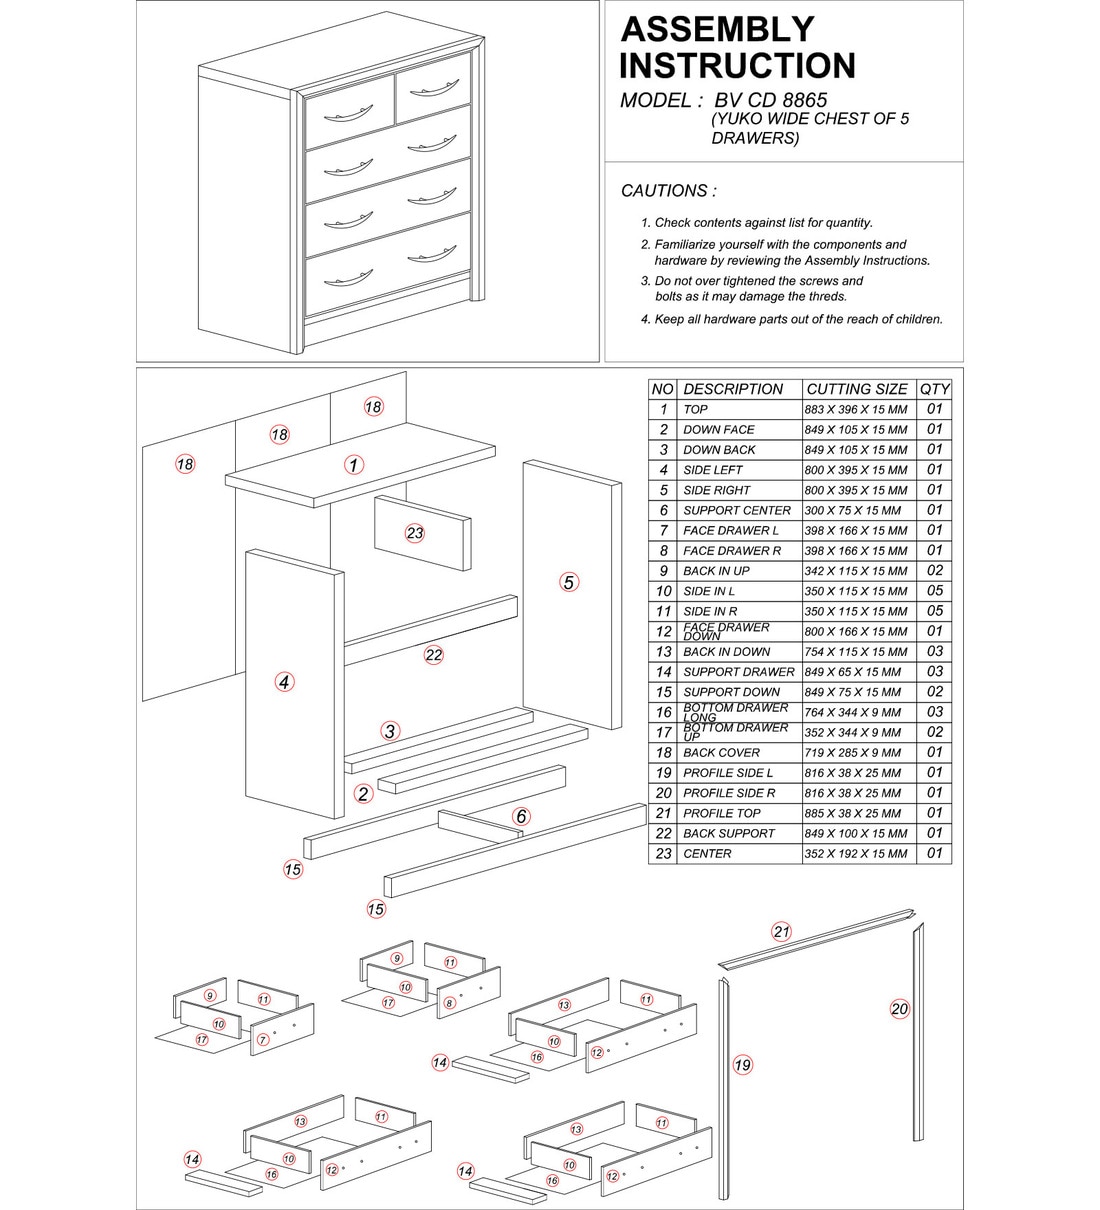 ASSEMBLY
INSTRUCTION
MODEL : BV CD 8865
(YUKO WIDE CHEST OF 5
DRAWERS)
CAUTIONS :
1. Check contents against list for quantity.
2. Familiarize yourself with the components and
hardware by reviewing the Assembly Instructions.
3. Do not over tightened the screws and
bolts as it may damage the threds.
4. Keep all hardware parts out of the reach of children.
NO DESCRIPTION CUTTING SIZE QTY
1 TOP 883 X 396 X 15 MM 01
2 DOWN FACE 849 X 105 X 15 MM 01
3 DOWN BACK 849 X 105 X 15 MM 01
4 SIDE LEFT 800 X 395 X 15 MM 01
5 SIDE RIGHT 800 X 395 X 15 MM 01
6 SUPPORT CENTER 300 X 75 X 15 MM 01
7 FACE DRAWER L 398 X 166 X 15 MM 01
8 FACE DRAWER R 398 X 166 X 15 MM 01
9 BACK IN UP 342 X 115 X 15 MM 02
10 SIDE IN L 350 X 115 X 15 MM 05
11 SIDE IN R 350 X 115 X 15 MM 05
12 FACE DRAWER DOWN 800 X 166 X 15 MM 01
13 BACK IN DOWN 754 X 115 X 15 MM 03
14 SUPPORT DRAWER 849 X 65 X 15 MM 03
15 SUPPORT DOWN 849 X 75 X 15 MM 02
16 BOTTOM DRAWER LONG 764 X 344 X 9 MM 03
17 BOTTOM DRAWER UP 352 X 344 X 9 MM 02
18 BACK COVER 719 X 285 X 9 MM 01
19 PROFILE SIDE L 816 X 38 X 25 MM 01
20 PROFILE SIDE R 816 X 38 X 25 MM 01
21 PROFILE TOP 885 X 38 X 25 MM 01
22 BACK SUPPORT 849 X 100 X 15 MM 01
23 CENTER 352 X 192 X 15 MM 01
18
18
18
1
23
5
22
4
3
2
6
15
15
21
20
19
9
11
10
17
8
9
11
10
17
7
13
11
10
16
12
14
13
11
10
16
12
14
13
11
10
16
12
14